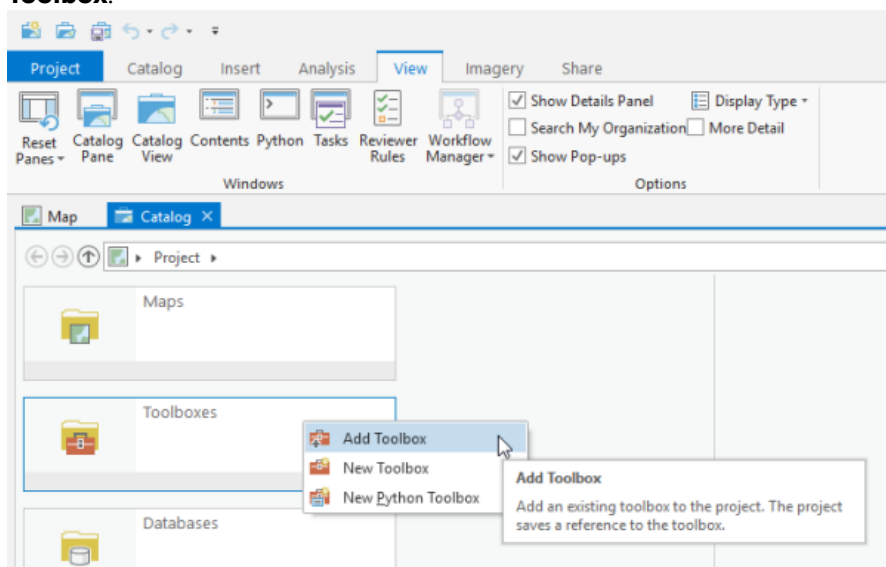 Toolbox.
Project Catalog Insert Analysis View Imagery Share
Reset Panes Catalog Pane Catalog View Contents Python Tasks Reviewer Rules Workflow Manager
Show Details Panel Display Type
Search My Organization More Detail
Show Pop-ups
Windows Options
Map Catalog
Project
Maps
Toolboxes
Add Toolbox
New Toolbox
New Python Toolbox
Add Toolbox
Add an existing toolbox to the project. The project
saves a reference to the toolbox.
Databases